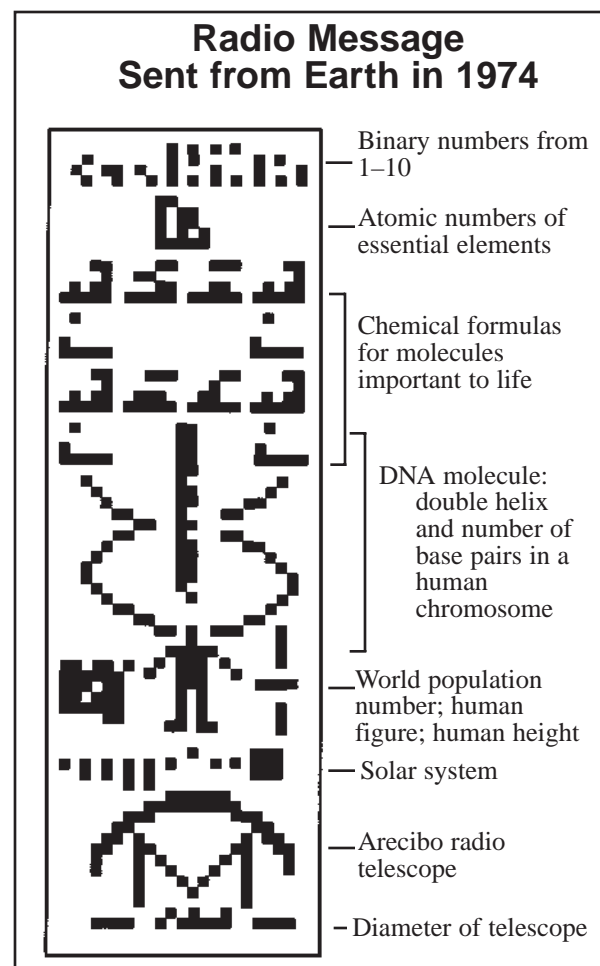 Radio Message
Sent from Earth in 1974
Binary numbers from
1–10
Atomic numbers of
essential elements
Chemical formulas
for molecules
important to life
DNA molecule:
double helix
and number of
base pairs in a
human
chromosome
World population
number; human
figure; human height
Solar system
Arecibo radio
telescope
Diameter of telescope